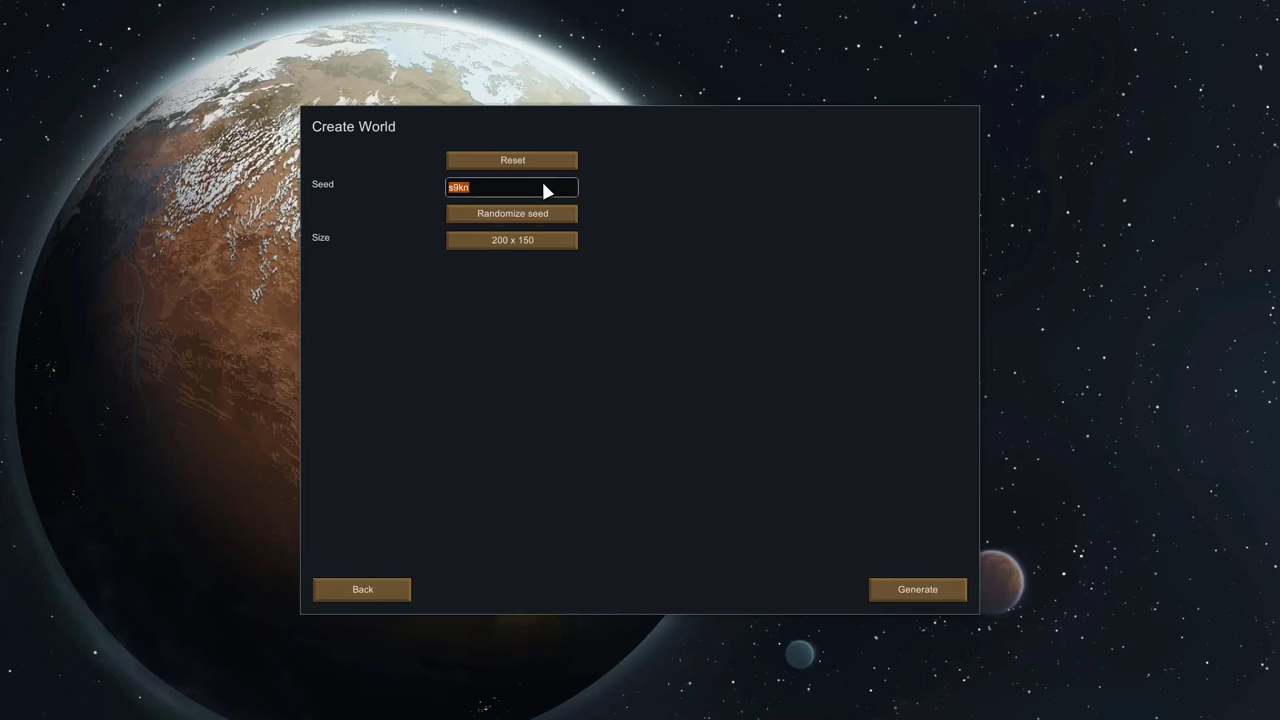 Create World
Reset
Seed
s9kn
Randomize seed
Size
200 x 150
Back
Generate